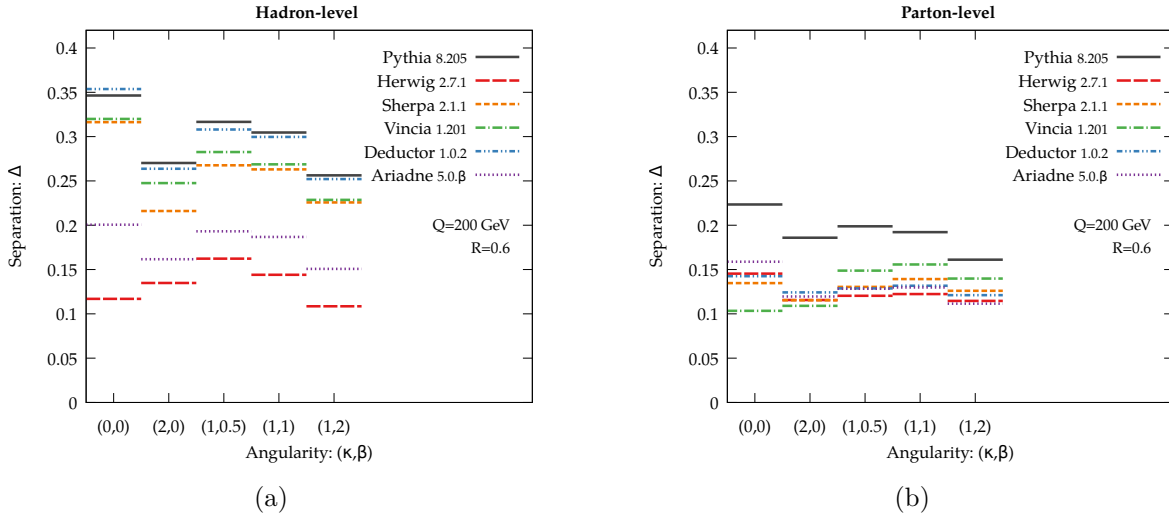 Hadron-level
Separation: Δ
0.4
0.35
0.3
0.25
0.2
0.15
0.1
0.05
0
Pythia 8.205
Herwig 2.7.1
Sherpa 2.1.1
Vincia 1.201
Deductor 1.0.2
Ariadne 5.0.β
Q=200 GeV
R=0.6
(0,0) (2,0) (1,0.5) (1,1) (1,2)
Angularity: (κ,β)
(a)
Parton-level
Separation: Δ
0.4
0.35
0.3
0.25
0.2
0.15
0.1
0.05
0
Pythia 8.205
Herwig 2.7.1
Sherpa 2.1.1
Vincia 1.201
Deductor 1.0.2
Ariadne 5.0.β
Q=200 GeV
R=0.6
(0,0) (2,0) (1,0.5) (1,1) (1,2)
Angularity: (κ,β)
(b)